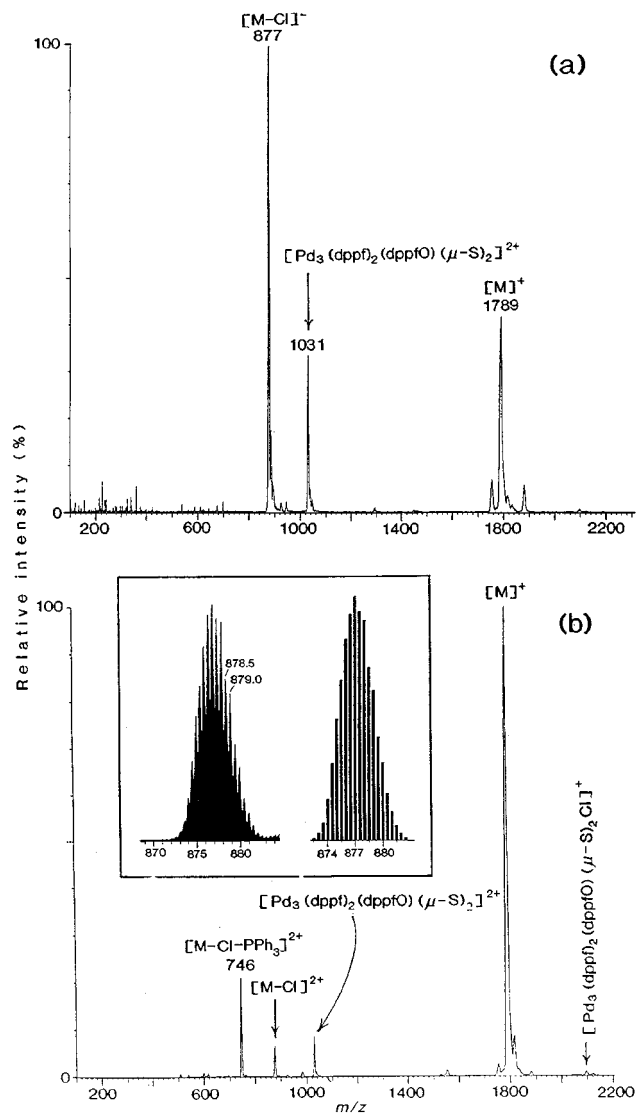 [M-Cl]⁻
877
100
(a)
[Pd₃(dppf)₂(dppfO)(μ-S)₂]²⁺
[M]⁺
1789
1031
0
200 600 1000 1400 1800 2200
Relative intensity (%)
[M]⁺
100
(b)
878.5
879.0
870 875 880
874 877 880
[Pd₃(dppf)₂(dppfO)(μ-S)₂]²⁺
[M-Cl-PPh₃]²⁺
746
[M-Cl]²⁺
[Pd₃(dppf)₂(dppfO)(μ-S)₂Cl]⁺
0
200 600 1000 1400 1800 2200
m/z